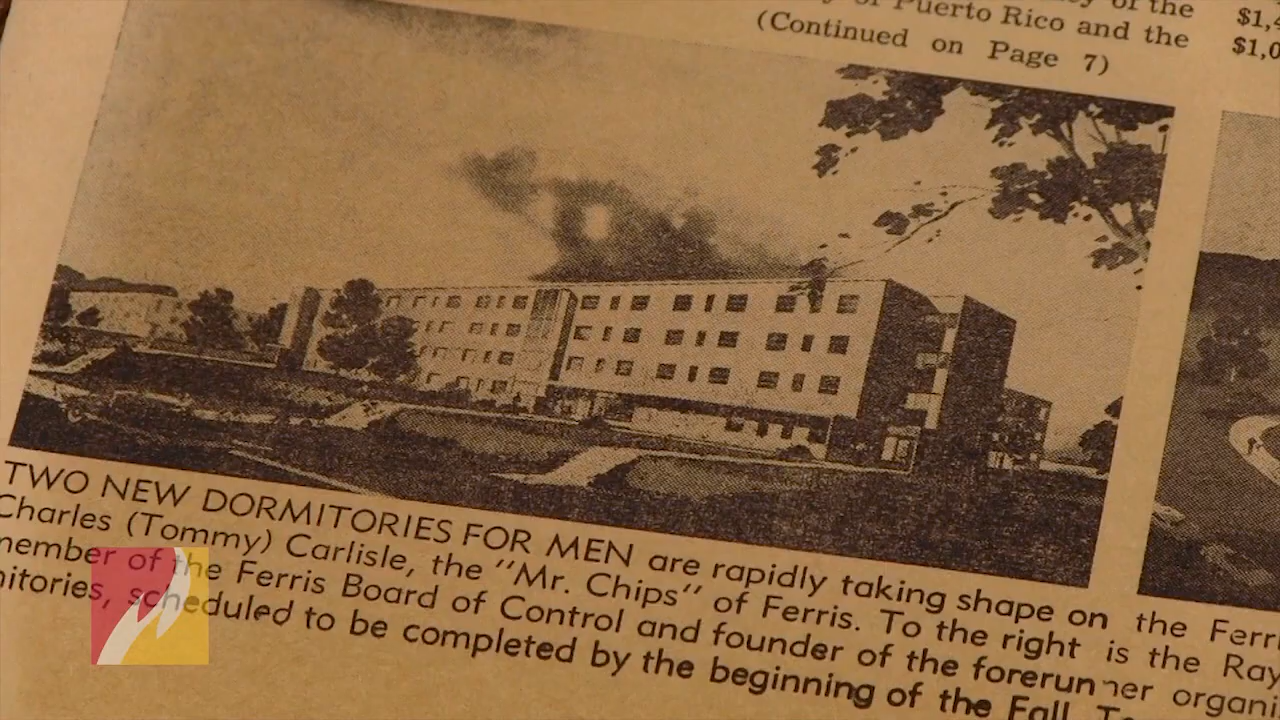 of the
of Puerto Rico and the
(Continued on Page 7)
$1,4
$1,0
TWO NEW DORMITORIES FOR MEN are rapidly taking shape on the Ferri
Charles (Tommy) Carlisle, the "Mr. Chips" of Ferris. To the right is the Ray
member of the Ferris Board of Control and founder of the forerunner organi
nitories, scheduled to be completed by the beginning of the Fall